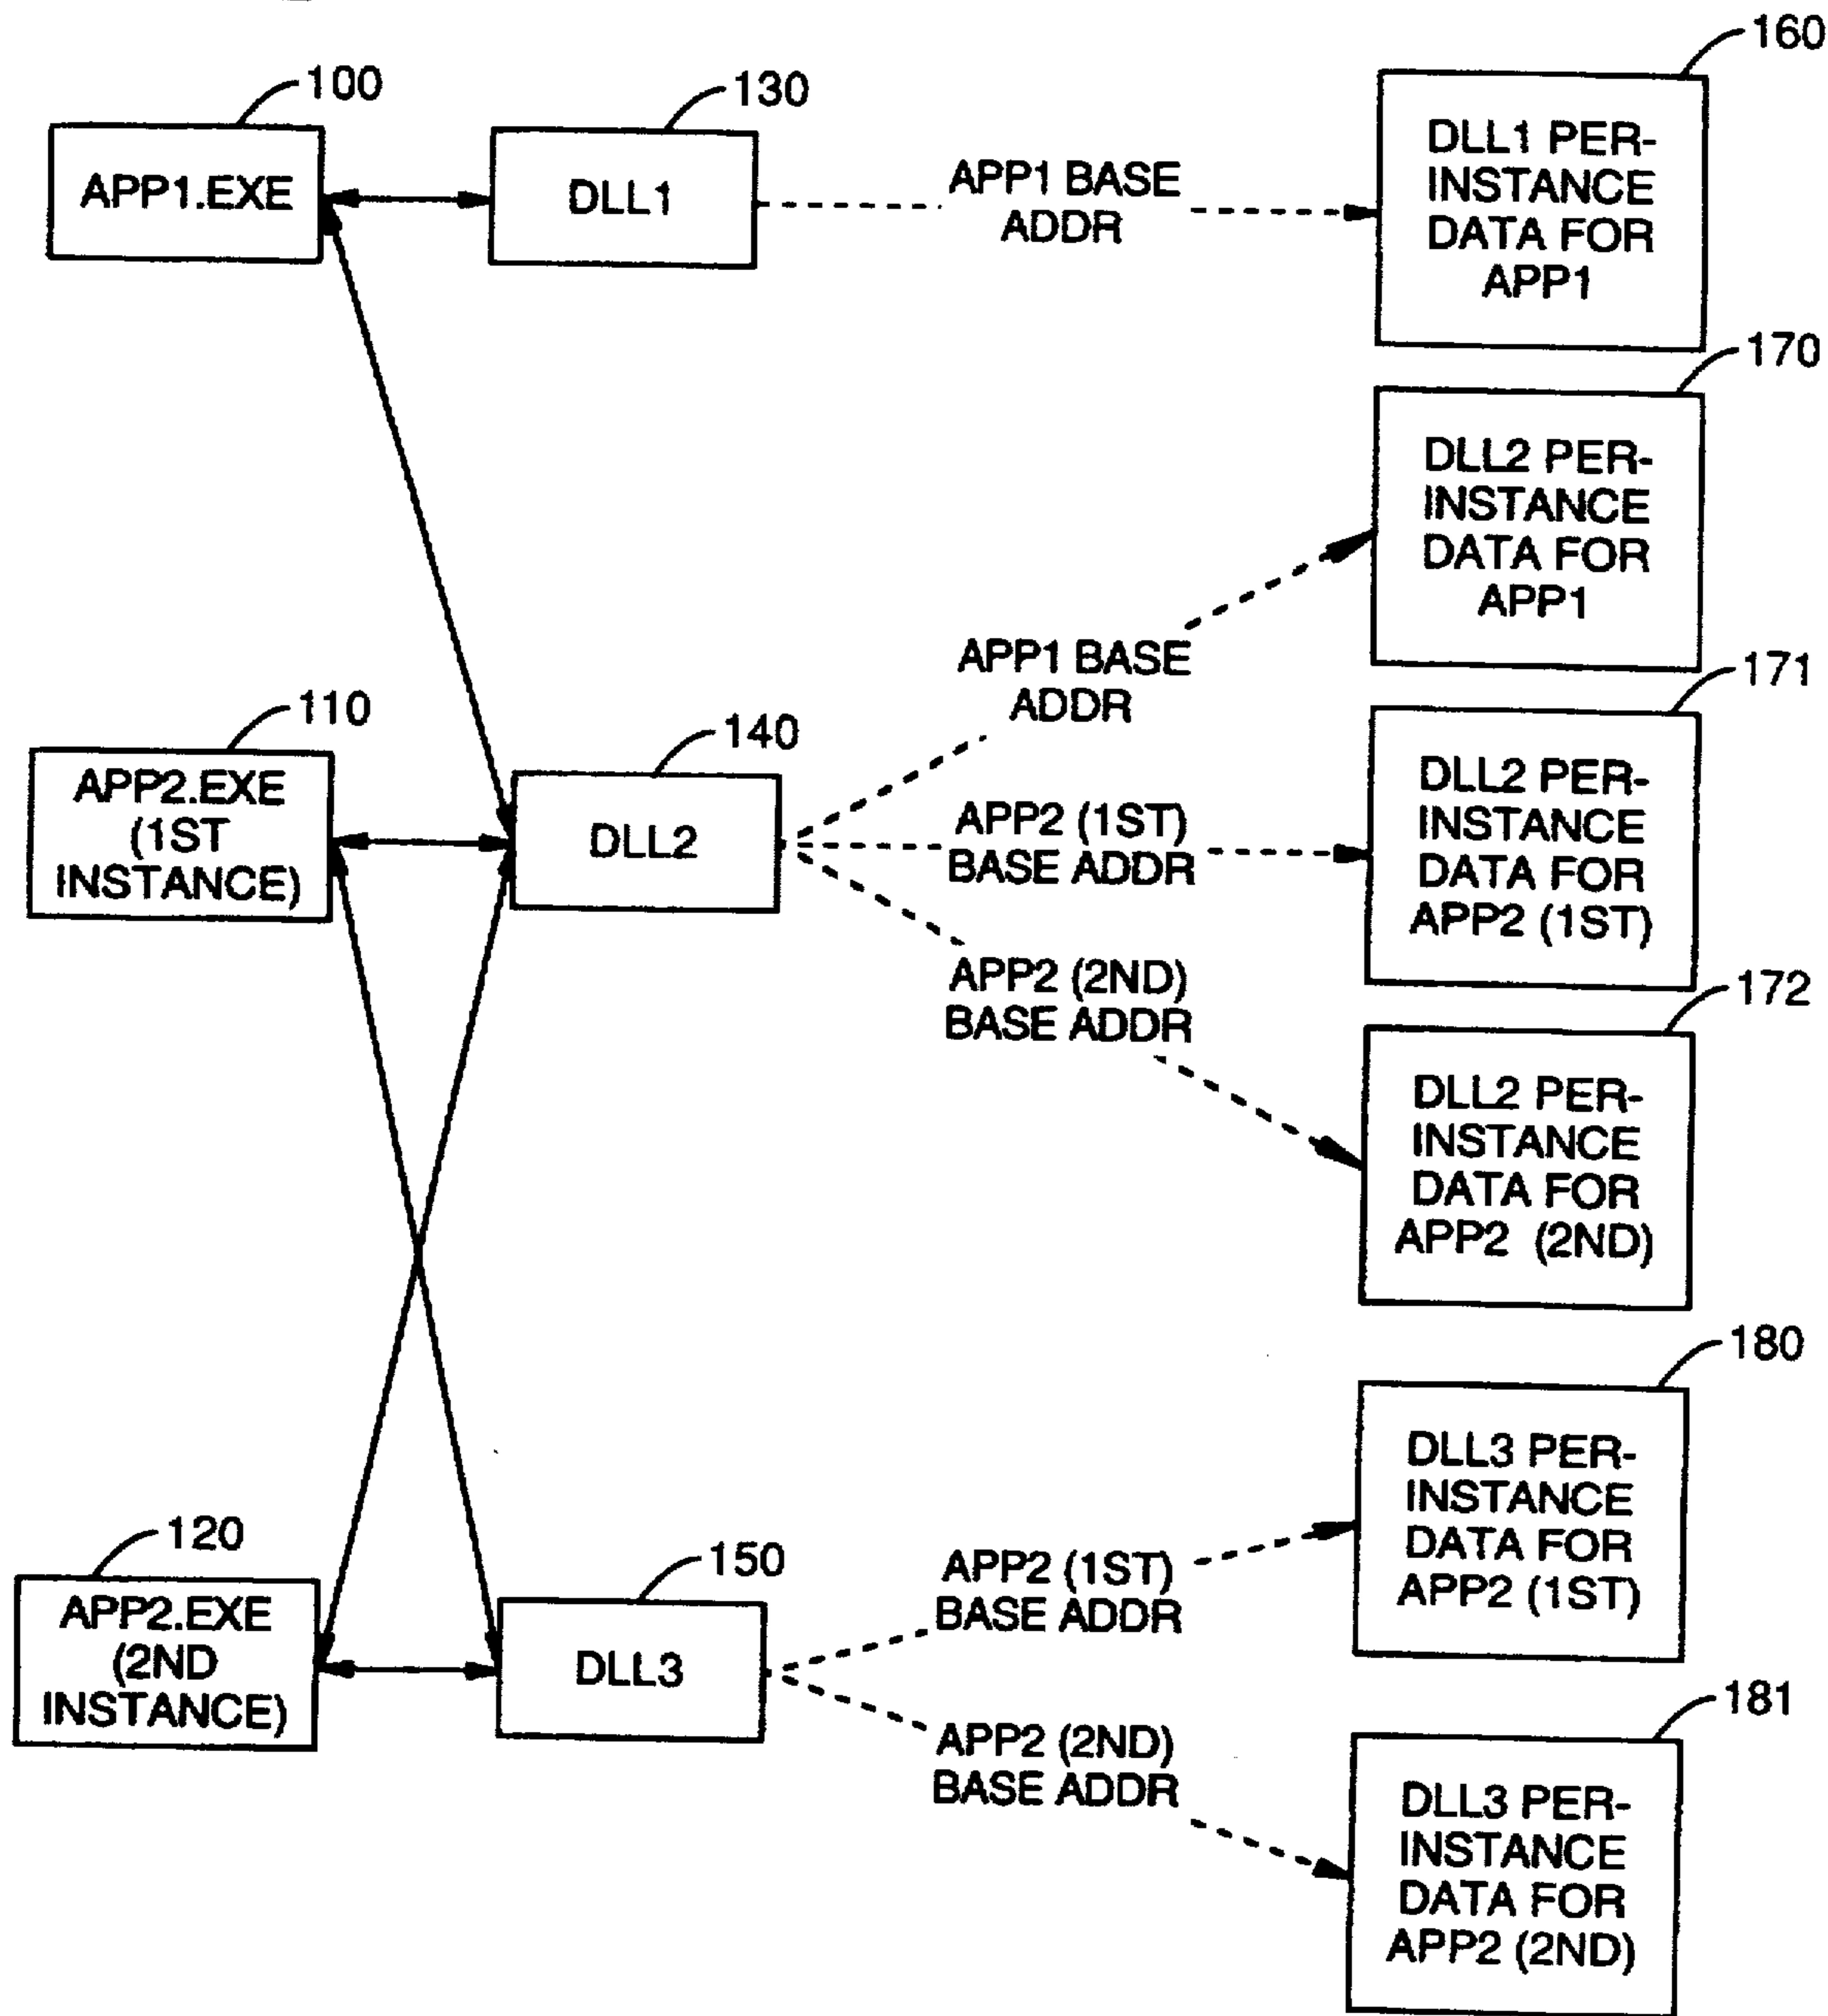 160
100
130
APP1.EXE
DLL1
APP1 BASE
ADDR
DLL1 PER-
INSTANCE
DATA FOR
APP1
170
DLL2 PER-
INSTANCE
DATA FOR
APP1
APP1 BASE
ADDR
171
110
140
APP2.EXE
(1ST
INSTANCE)
DLL2
APP2 (1ST)
BASE ADDR
DLL2 PER-
INSTANCE
DATA FOR
APP2 (1ST)
APP2 (2ND)
BASE ADDR
172
DLL2 PER-
INSTANCE
DATA FOR
APP2 (2ND)
180
DLL3 PER-
INSTANCE
DATA FOR
APP2 (1ST)
120
150
APP2.EXE
(2ND
INSTANCE)
DLL3
APP2 (1ST)
BASE ADDR
APP2 (2ND)
BASE ADDR
181
DLL3 PER-
INSTANCE
DATA FOR
APP2 (2ND)